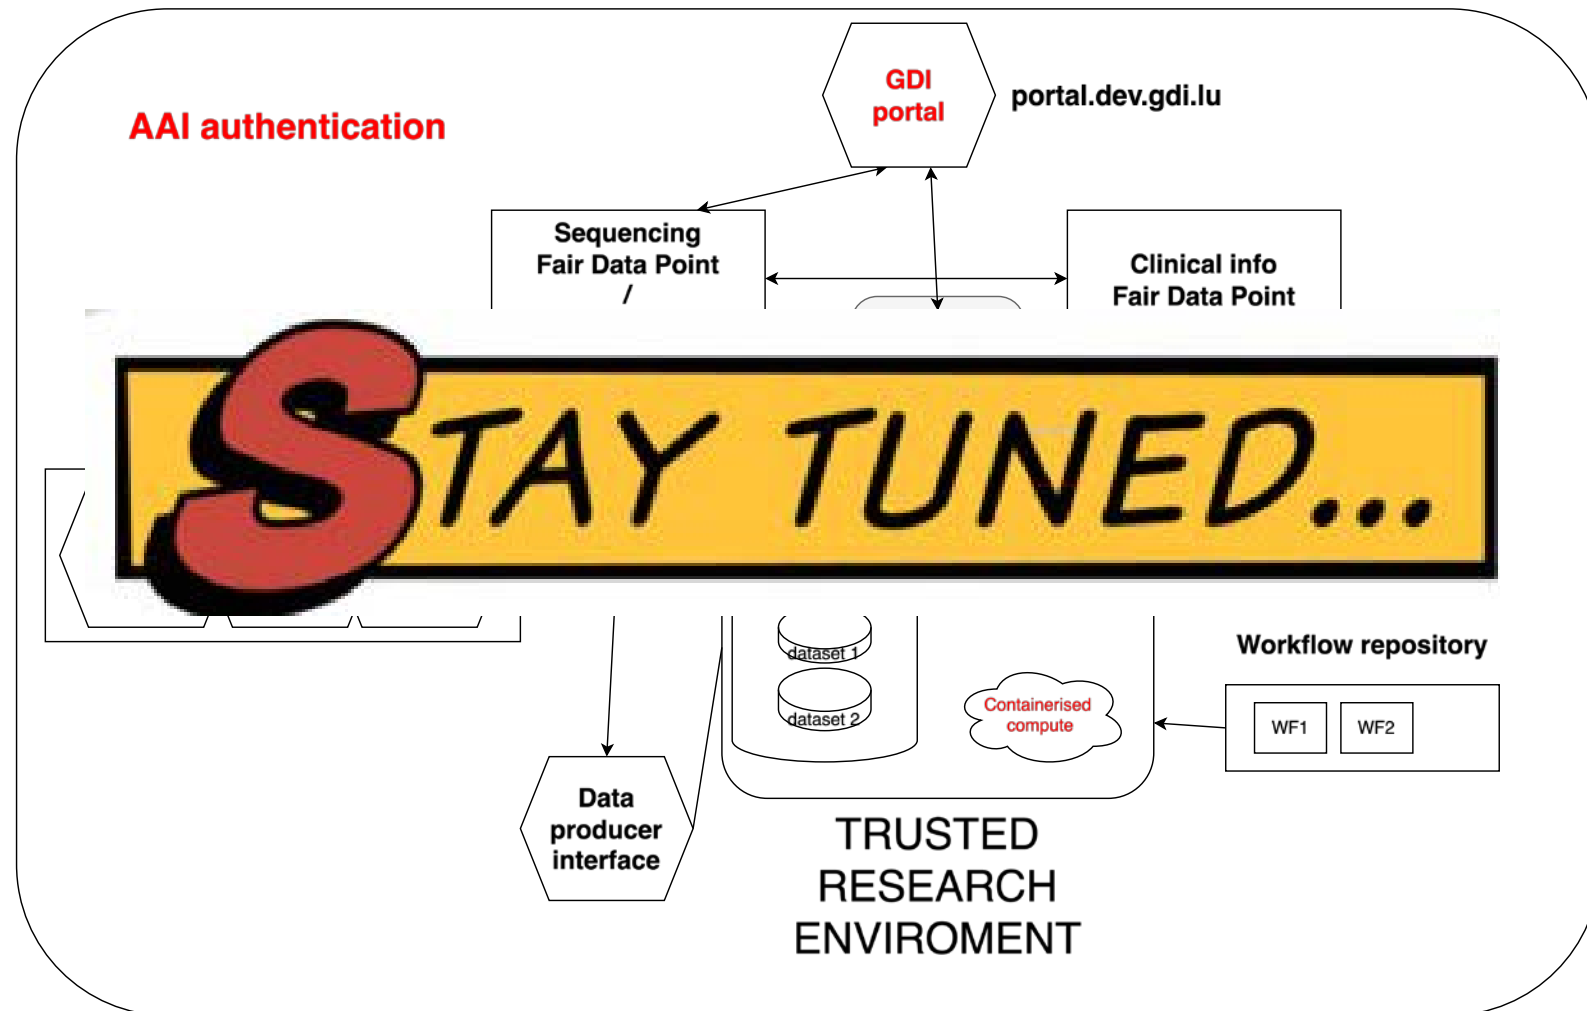 GDI
portal
portal.dev.gdi.lu
AAI authentication
Sequencing
Fair Data Point
/
Clinical info
Fair Data Point
STAY TUNED...
dataset 1
dataset 2
Containerised
compute
Workflow repository
WF1
WF2
Data
producer
interface
TRUSTED
RESEARCH
ENVIROMENT